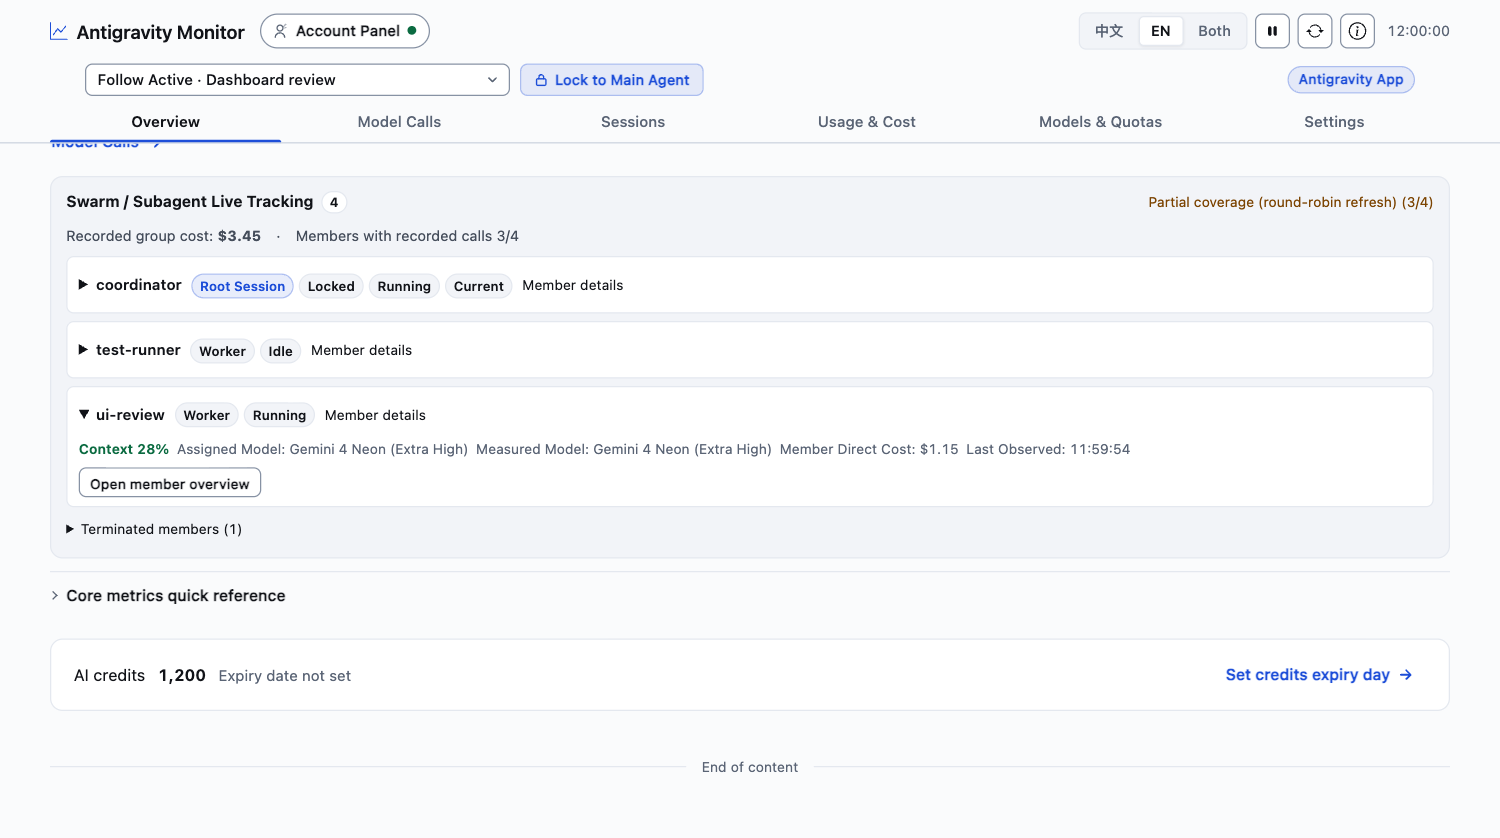 Antigravity Monitor
Account Panel
中文 EN Both
12:00:00
Follow Active · Dashboard review
Lock to Main Agent
Antigravity App
Overview Model Calls Sessions Usage & Cost Models & Quotas Settings
Model Calls →
Swarm / Subagent Live Tracking 4
Partial coverage (round-robin refresh) (3/4)
Recorded group cost: $3.45 · Members with recorded calls 3/4
coordinator Root Session Locked Running Current Member details
test-runner Worker Idle Member details
ui-review Worker Running Member details
Context 28% Assigned Model: Gemini 4 Neon (Extra High) Measured Model: Gemini 4 Neon (Extra High) Member Direct Cost: $1.15 Last Observed: 11:59:54
Open member overview
Terminated members (1)
Core metrics quick reference
AI credits 1,200 Expiry date not set
Set credits expiry day →
End of content